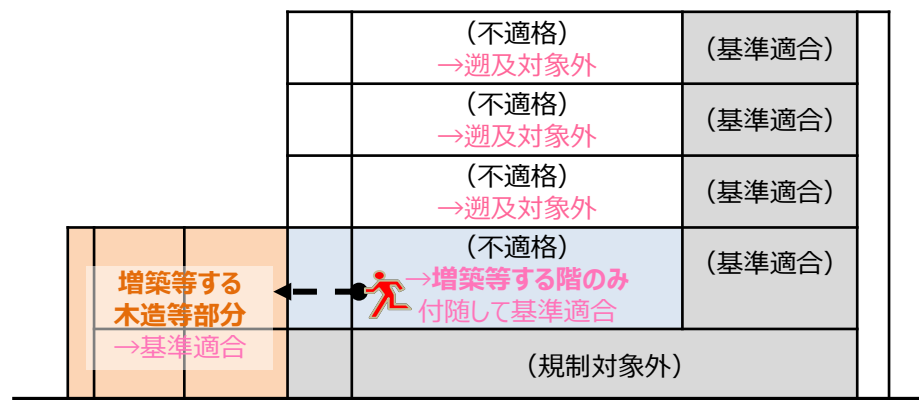 （不適格）
→遡及対象外
（基準適合）
（不適格）
→遡及対象外
（基準適合）
（不適格）
→遡及対象外
（基準適合）
（不適格）
→増築等する階のみ
付随して基準適合
（基準適合）
増築等する
木造等部分
→基準適合
（規制対象外）